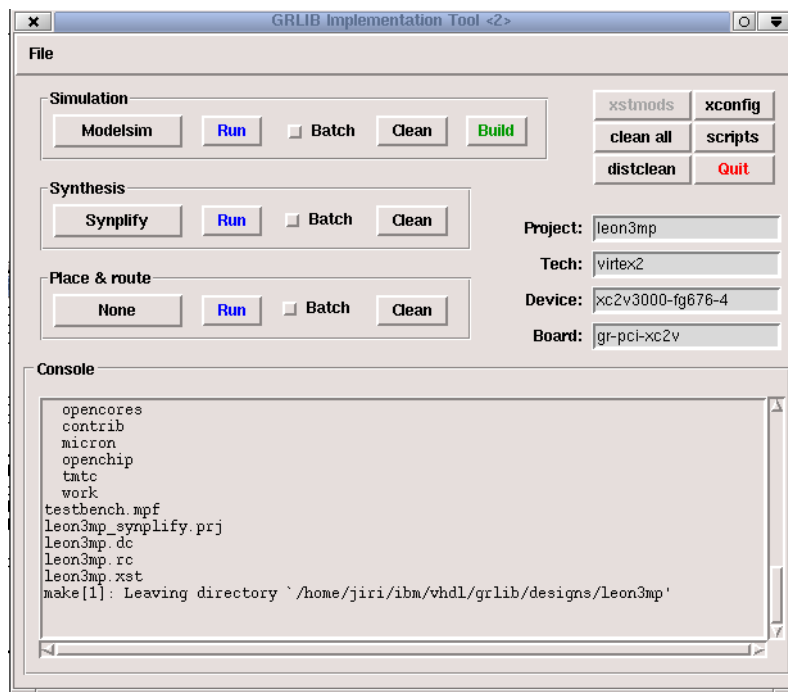 GRLIB Implementation Tool <2>
File
Simulation
Modelsim Run Batch Clean Build
xstmods xconfig
clean all scripts
distclean Quit
Synthesis
Synplify Run Batch Clean
Place & route
None Run Batch Clean
Project: leon3mp
Tech: virtex2
Device: xc2v3000-fg676-4
Board: gr-pci-xc2v
Console
opencores
contrib
micron
openchip
tmtc
work
testbench.mpf
leon3mp_synplify.prj
leon3mp.dc
leon3mp.rc
leon3mp.xst
make[1]: Leaving directory `/home/jiri/ibm/vhdl/grlib/designs/leon3mp'